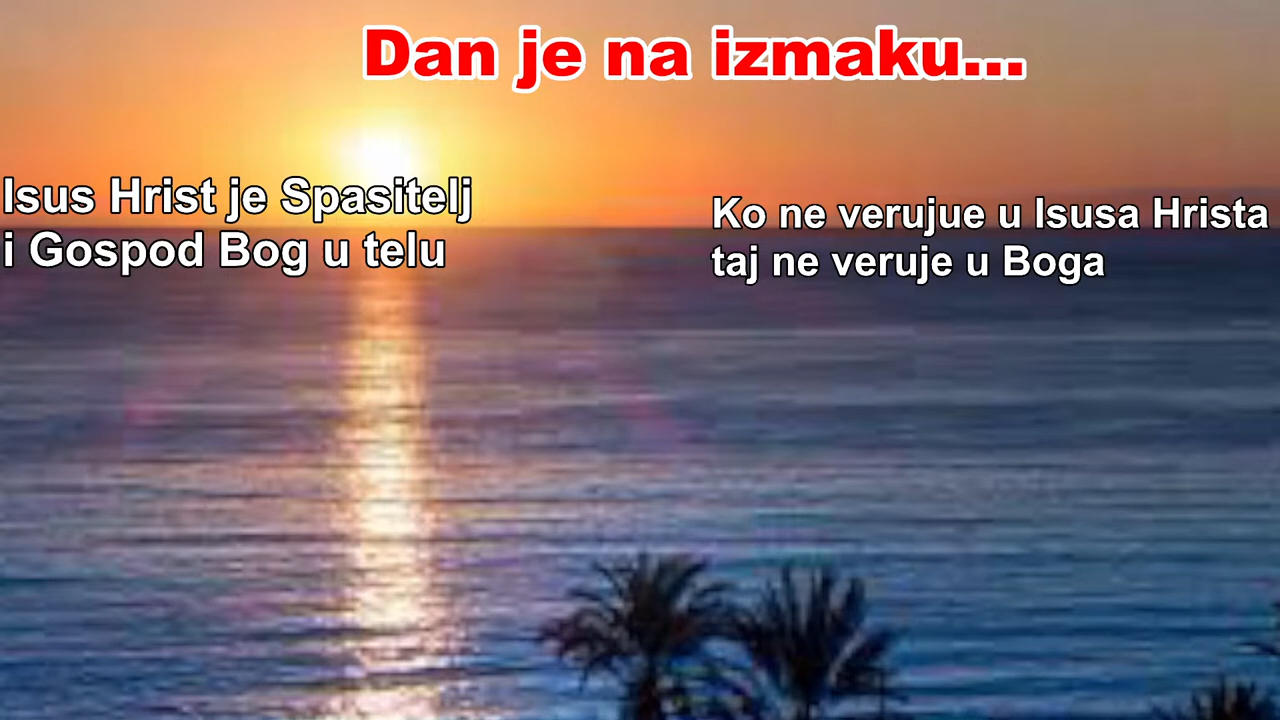 Dan je na izmaku...
Isus Hrist je Spasitelj
i Gospod Bog u telu
Ko ne verujue u Isusa Hrista
taj ne veruje u Boga